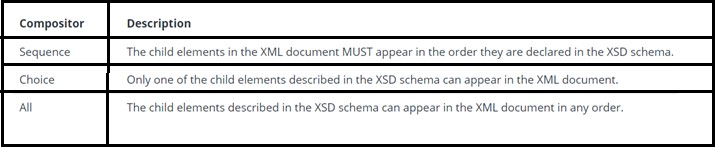 Compositor Description
Sequence The child elements in the XML document MUST appear in the order they are declared in the XSD schema.
Choice Only one of the child elements described in the XSD schema can appear in the XML document.
All The child elements described in the XSD schema can appear in the XML document in any order.